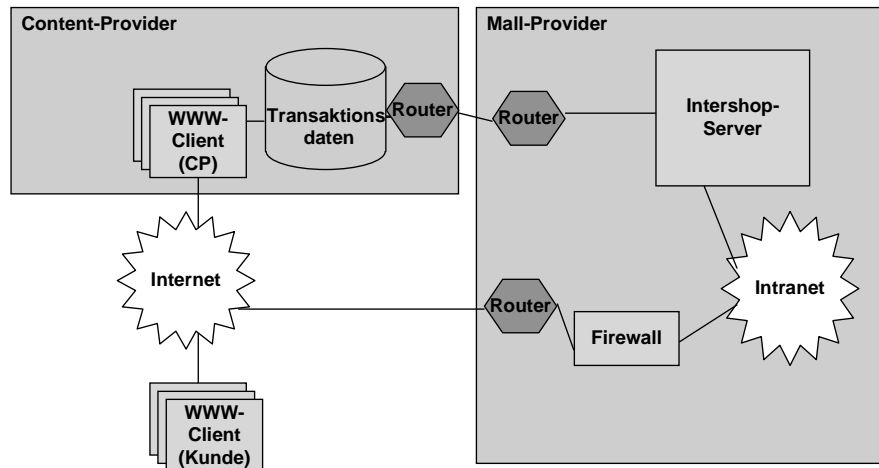 Content-Provider
WWW-
Client
(CP)
Transaktions-
daten
Router
Mall-Provider
Router
Intershop-
Server
Internet
Router
Firewall
Intranet
WWW-
Client
(Kunde)